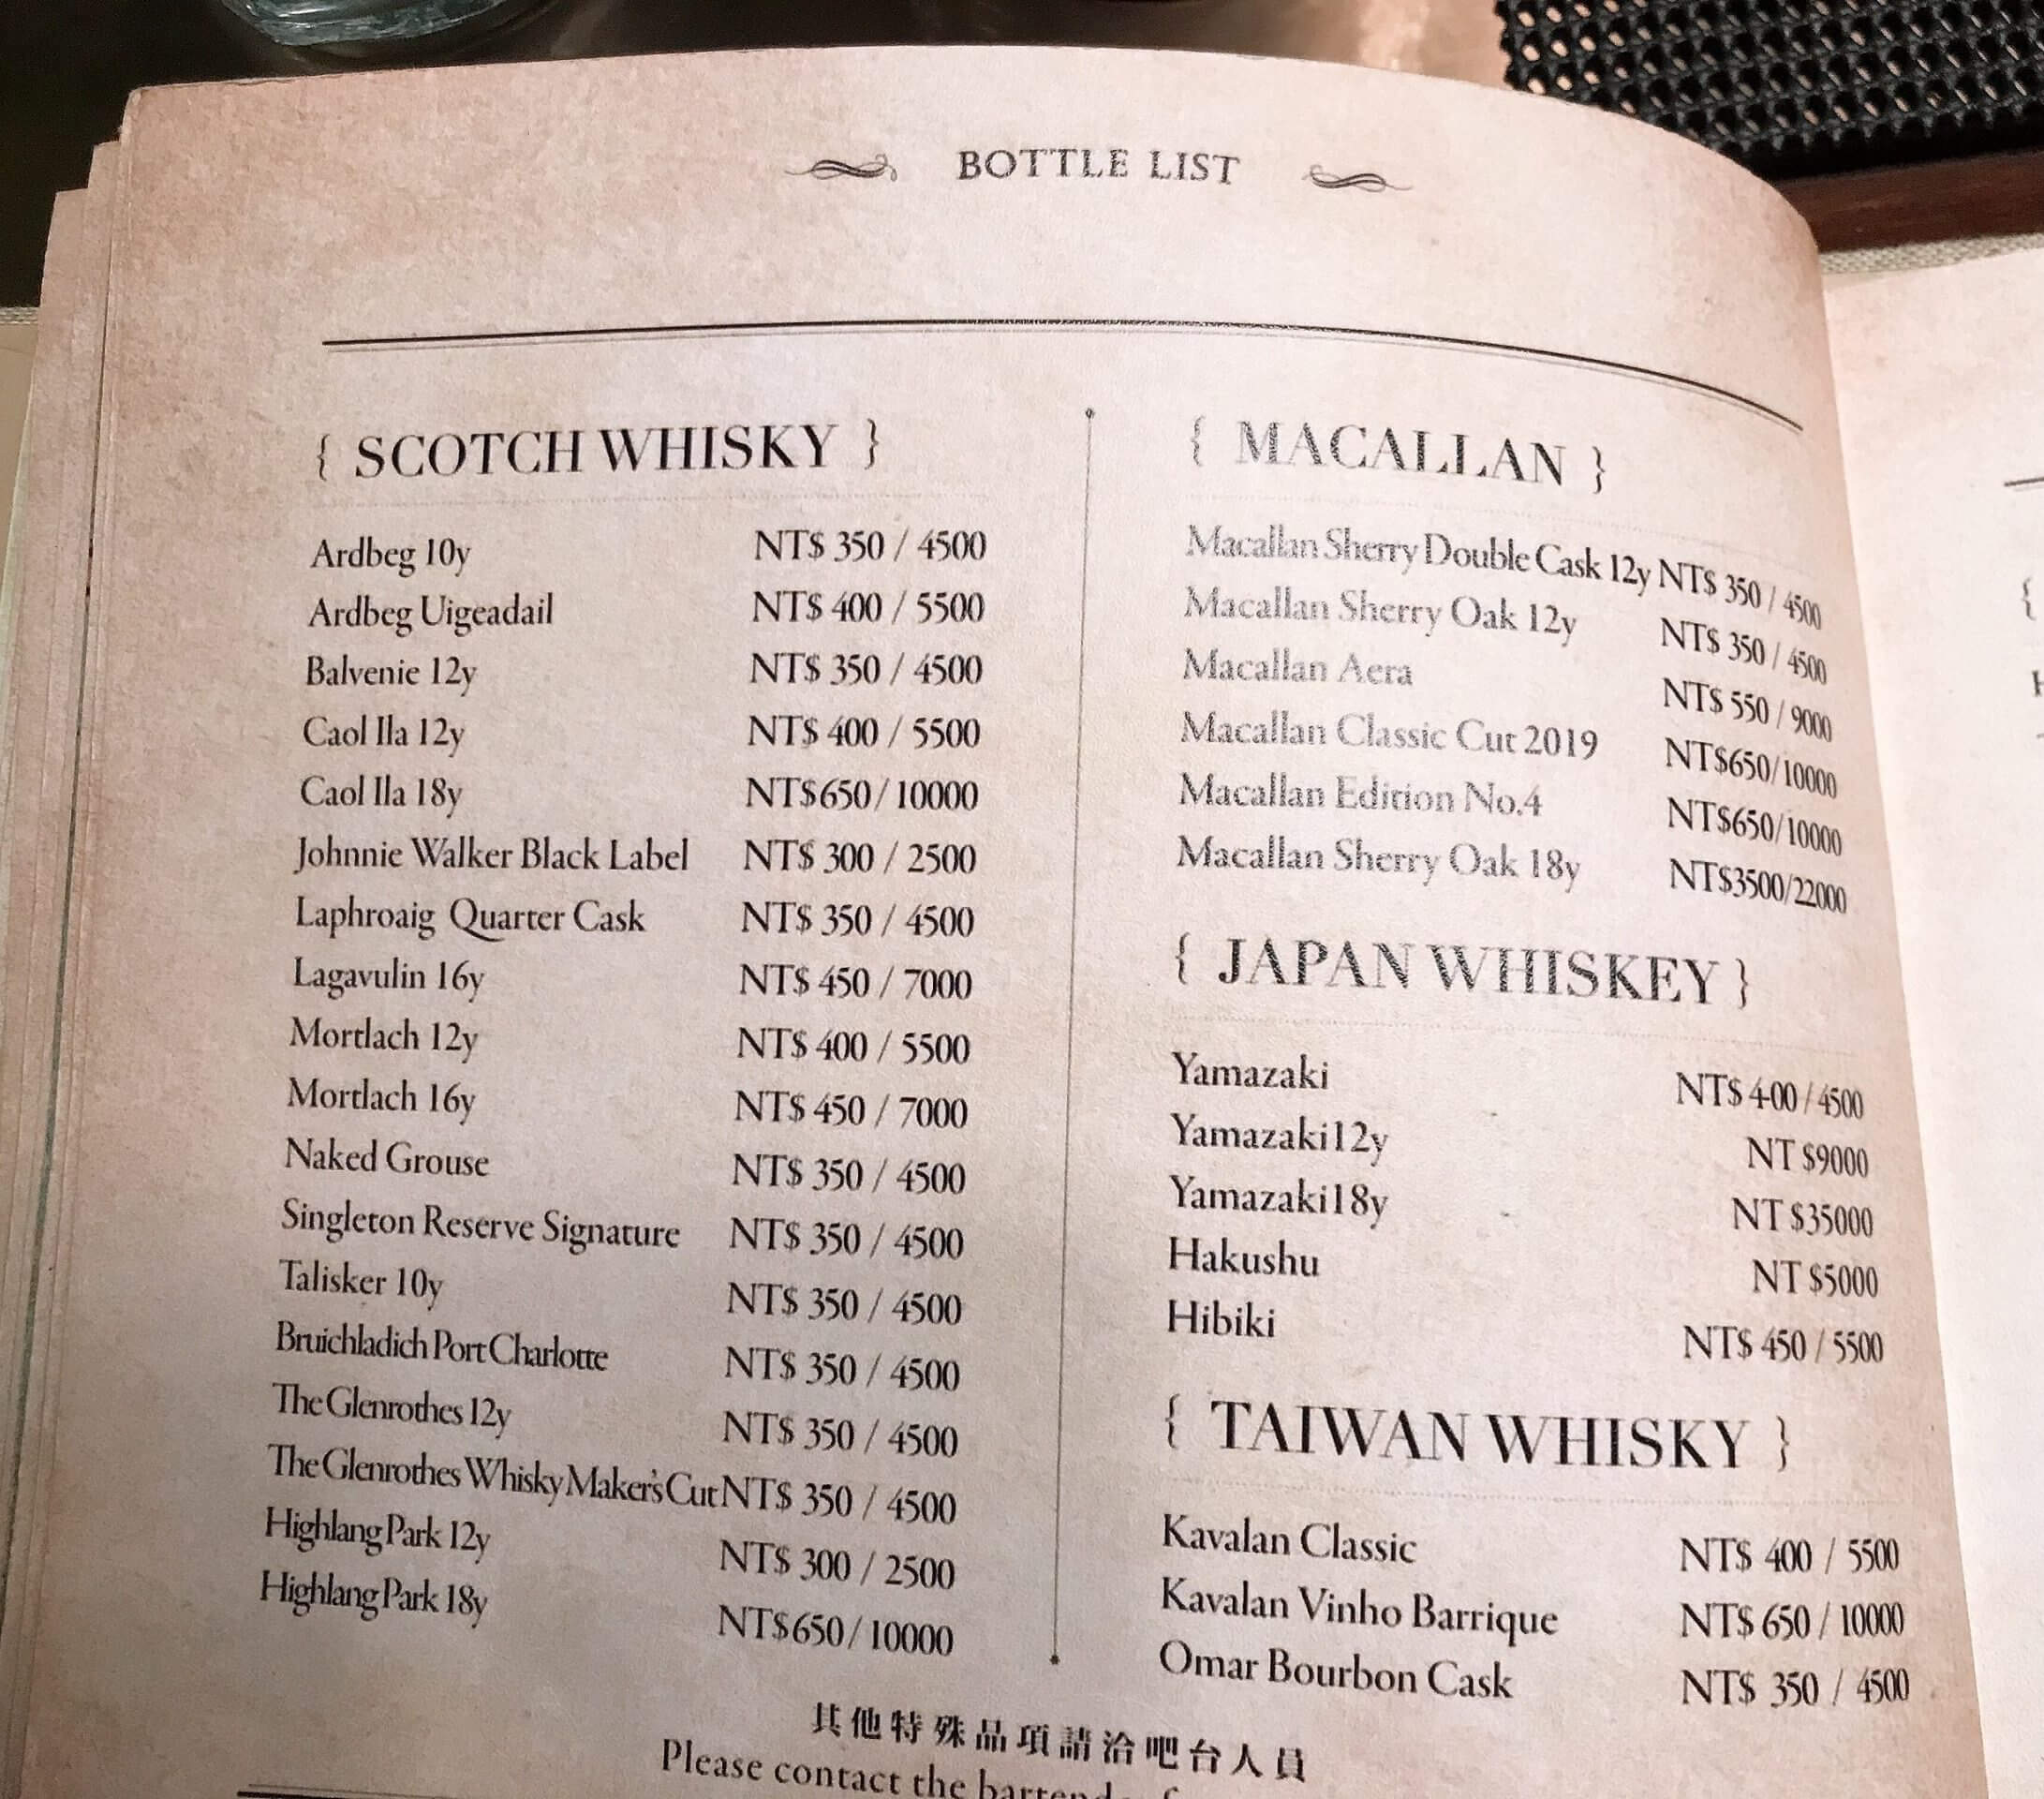 BOTTLE LIST
{ SCOTCH WHISKY }
Ardbeg 10y NT$ 350 / 4500
Ardbeg Uigeadail NT$ 400 / 5500
Balvenie 12y NT$ 350 / 4500
Caol Ila 12y NT$ 400 / 5500
Caol Ila 18y NT$650/10000
Johnnie Walker Black Label NT$ 300 / 2500
Laphroaig Quarter Cask NT$ 350 / 4500
Lagavulin 16y NT$ 450 / 7000
Mortlach 12y NT$ 400 / 5500
Mortlach 16y NT$ 450 / 7000
Naked Grouse NT$ 350 / 4500
Singleton Reserve Signature NT$ 350 / 4500
Talisker 10y NT$ 350 / 4500
Bruichladich Port Charlotte NT$ 350 / 4500
The Glenrothes 12y NT$ 350 / 4500
The Glenrothes Whisky Maker's Cut NT$ 350 / 4500
Highlang Park 12y NT$ 300 / 2500
Highlang Park 18y NT$650/10000
{ MACALLAN }
Macallan Sherry Double Cask 12y NT$ 350 / 4500
Macallan Sherry Oak 12y NT$ 350 / 4500
Macallan Aera NT$ 550 / 9000
Macallan Classic Cut 2019 NT$650/10000
Macallan Edition No.4 NT$650/10000
Macallan Sherry Oak 18y NT$3500/22000
{ JAPAN WHISKEY }
Yamazaki NT$ 400 / 4500
Yamazaki12y NT $9000
Yamazaki18y NT $35000
Hakushu NT $5000
Hibiki NT$ 450 / 5500
{ TAIWAN WHISKY }
Kavalan Classic NT$ 400 / 5500
Kavalan Vinho Barrique NT$ 650 / 10000
Omar Bourbon Cask NT$ 350 / 4500
其他特殊品項請洽吧台人員
Please contact the